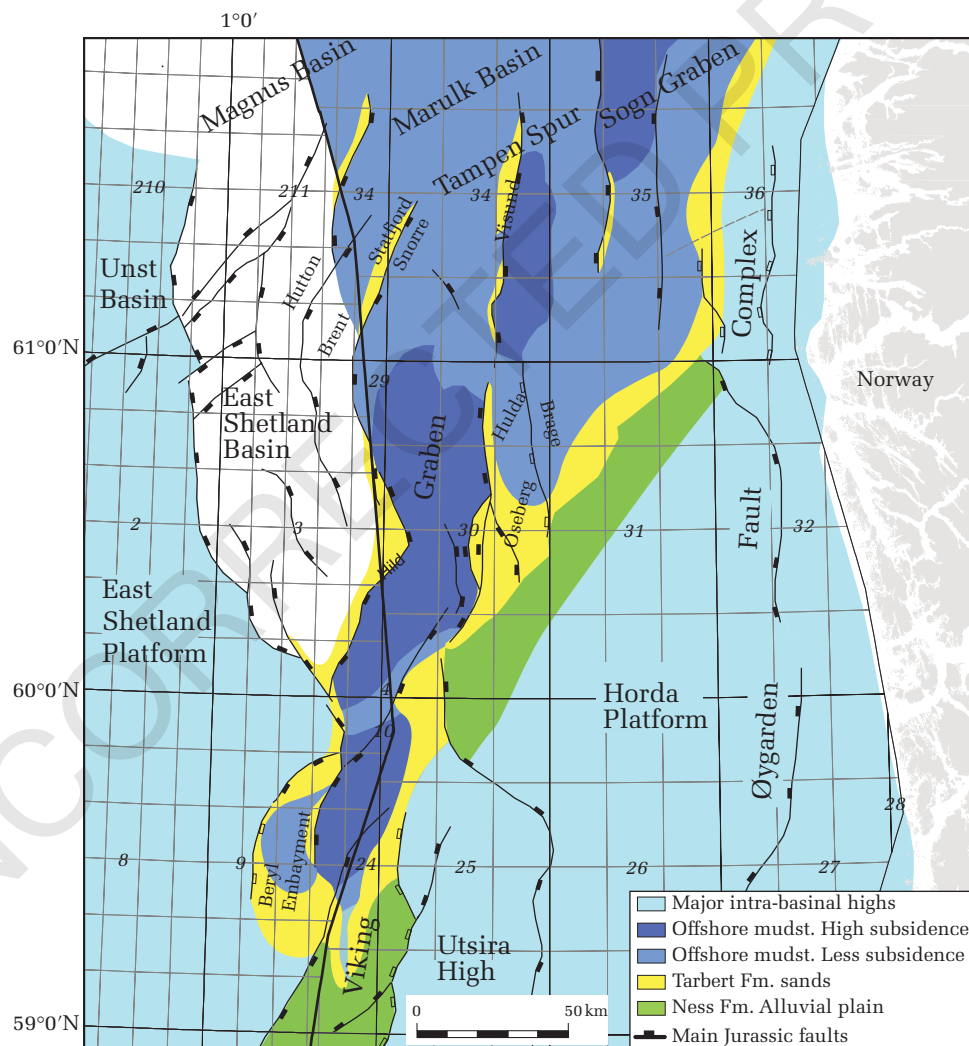 1°0′
Magnus Basin
Marulk Basin
Sogn Graben
Tampen Spur
210
211
34
34
35
36
Visund
Statfjord
Snorre
Unst
Basin
Hutton
Brent
Complex
61°0′N
29
Norway
East
Shetland
Basin
Graben
Hulda
Brage
Oseberg
2
3
30
31
Fault
32
Hild
East
Shetland
Platform
60°0′N
4
10
Horda
Platform
Øygarden
28
8
9
Beryl
Embayment
24
25
26
27
Viking
Utsira
High
59°0′N
0
50 km
Major intra-basinal highs
Offshore mudst. High subsidence
Offshore mudst. Less subsidence
Tarbert Fm. sands
Ness Fm. Alluvial plain
Main Jurassic faults
NCORRECTED PR